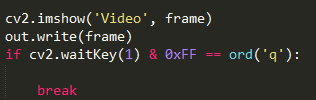 cv2.imshow('Video', frame)
out.write(frame)
if cv2.waitKey(1) & 0xFF == ord('q'):
break